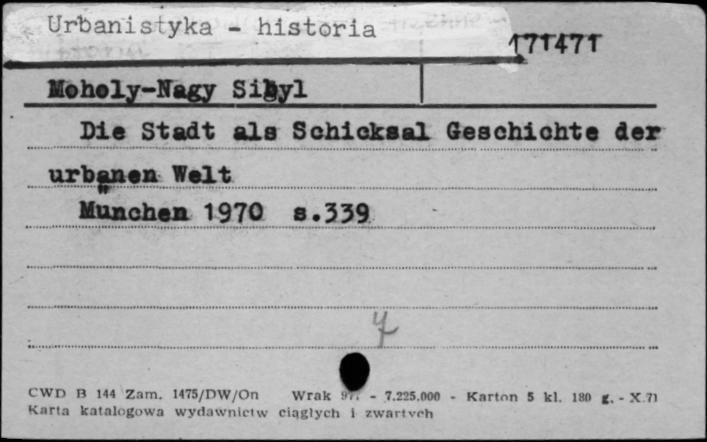 Urbanistyka - historia
171471
Moholy-Nagy Sibyl
Die Stadt als Schicksal Geschichte der
urbanen Welt
München 1970 s.339
4
CWD B 144 Zam. 1475/DW/On Wrak - 7.225.000 - Karton 5 kl. 180 g. - X.71
Karta katalogowa wydawnictw ciągłych i zwartych